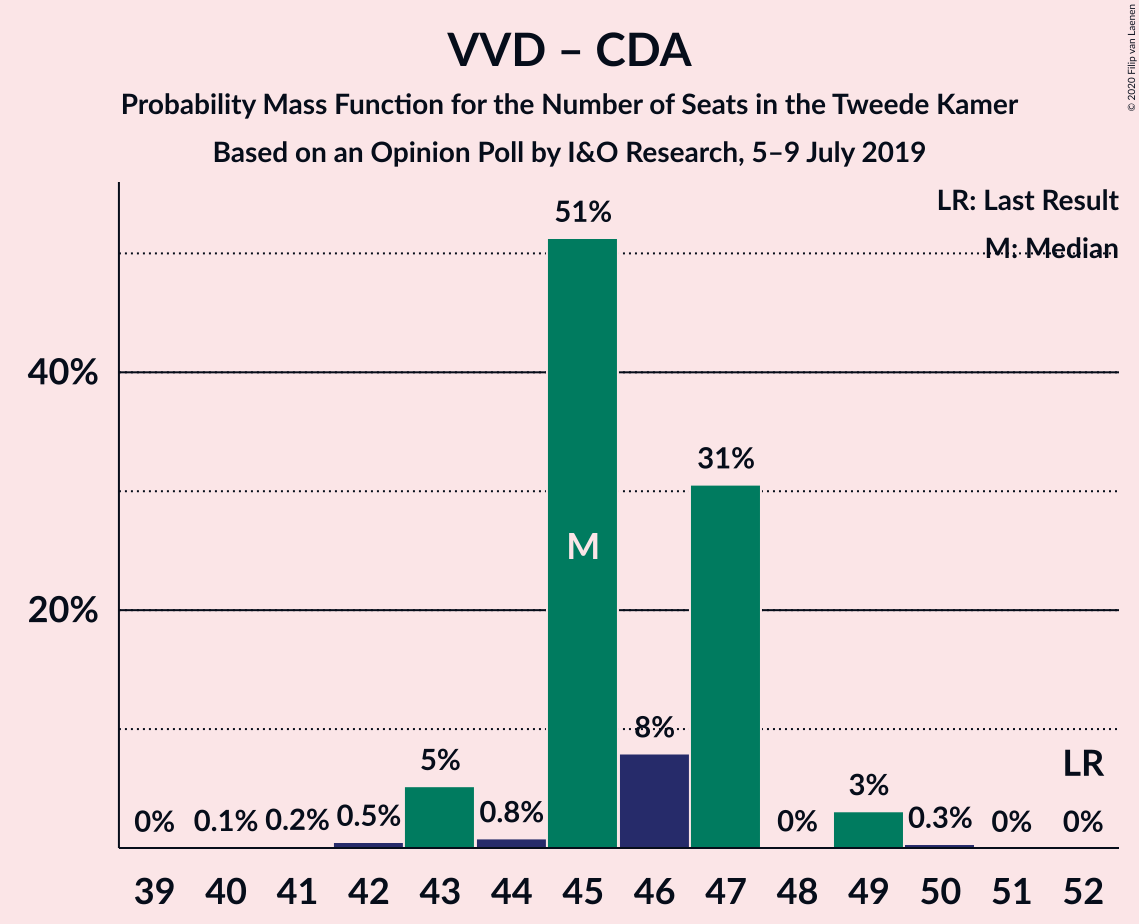 VVD – CDA
Probability Mass Function for the Number of Seats in the Tweede Kamer
Based on an Opinion Poll by I&O Research, 5–9 July 2019
© 2020 Filip van Laenen
LR: Last Result
M: Median
40%
20%
0% 0.1% 0.2% 0.5% 5% 0.8% 51% 8% 31% 0% 3% 0.3% 0% 0%
M
LR
39 40 41 42 43 44 45 46 47 48 49 50 51 52